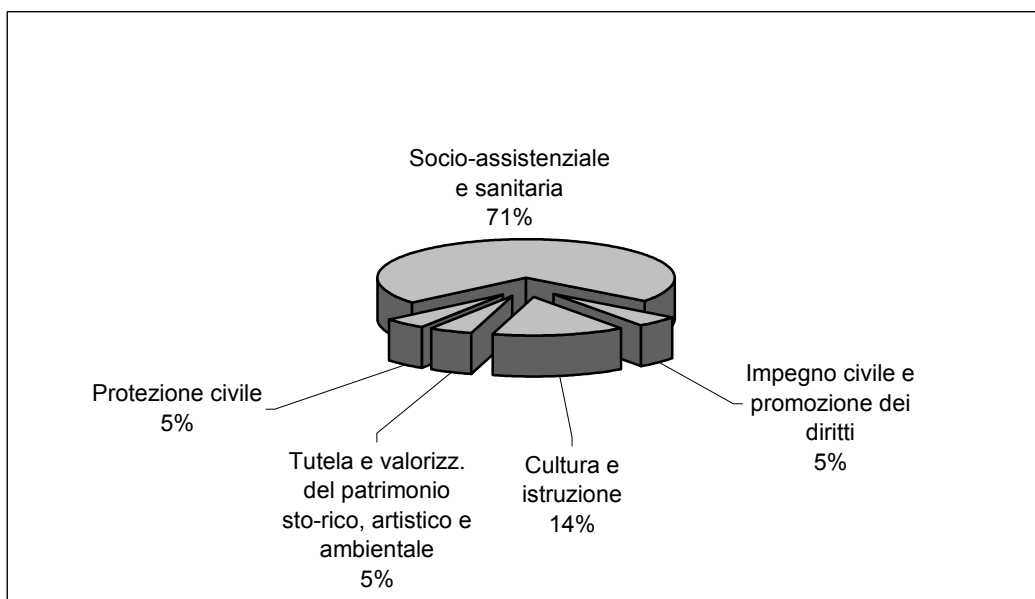 Socio-assistenziale
e sanitaria
71%
Protezione civile
5%
Tutela e valorizz.
del patrimonio
sto-rico, artistico e
ambientale
5%
Cultura e
istruzione
14%
Impegno civile e
promozione dei
diritti
5%